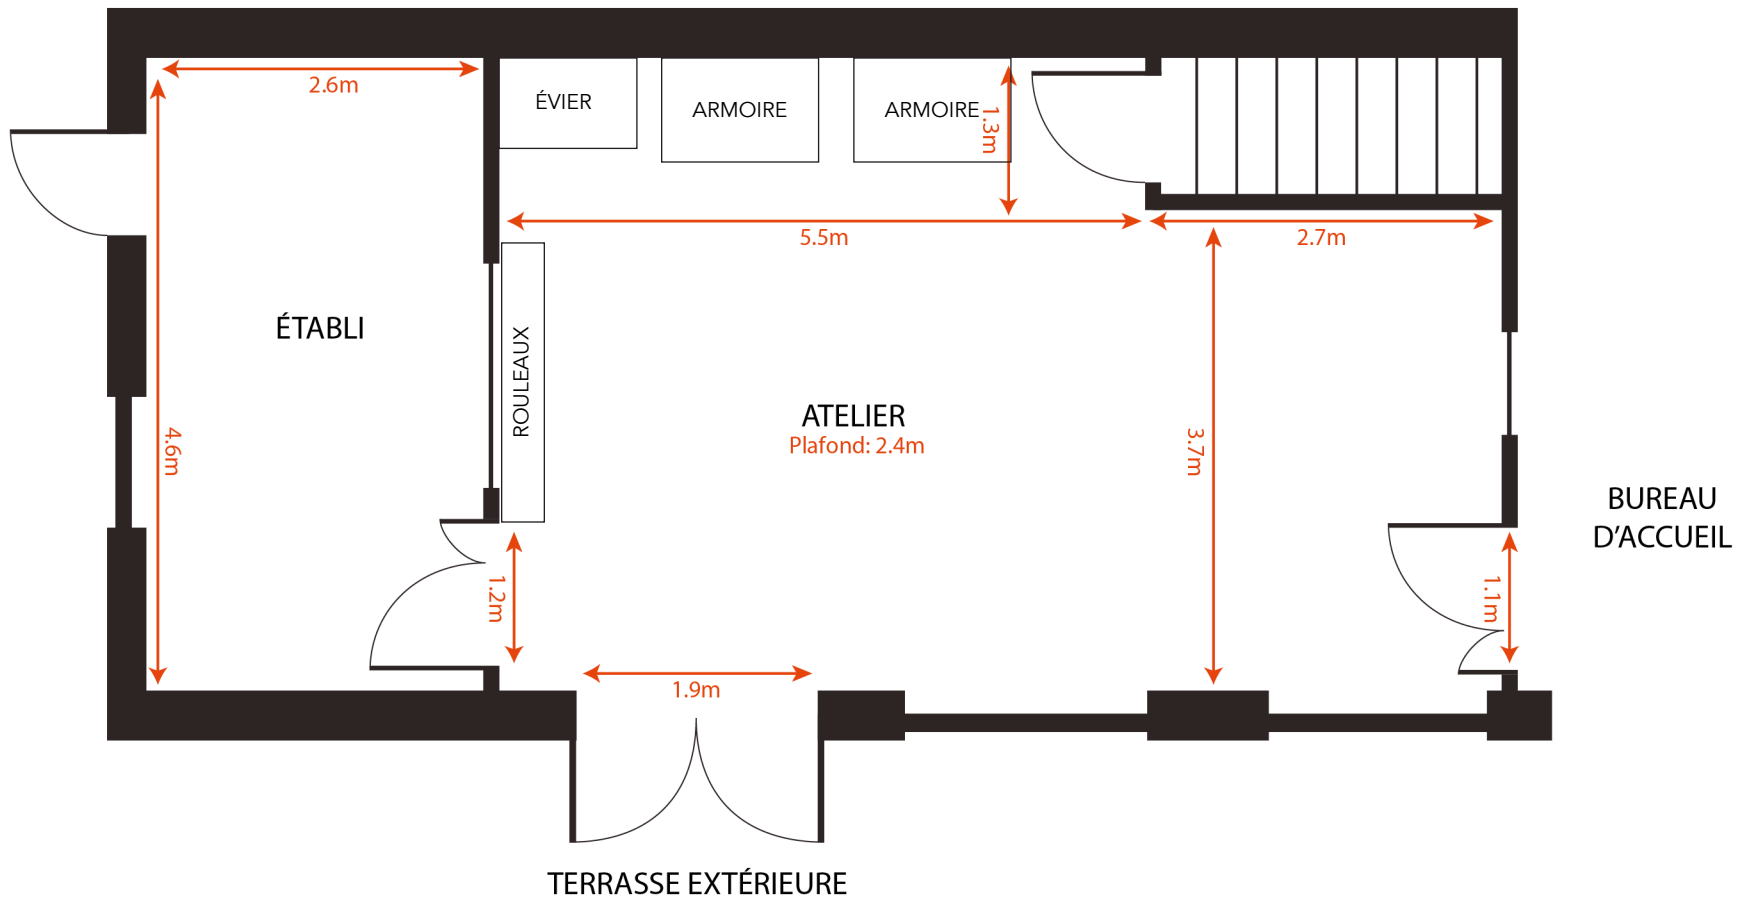 2.6m
ÉVIER
ARMOIRE
ARMOIRE
1.3m
5.5m
2.7m
ÉTABLI
ROULEAUX
ATELIER
Plafond: 2.4m
4.6m
3.7m
BUREAU
D’ACCUEIL
1.2m
1.1m
1.9m
TERRASSE EXTÉRIEURE